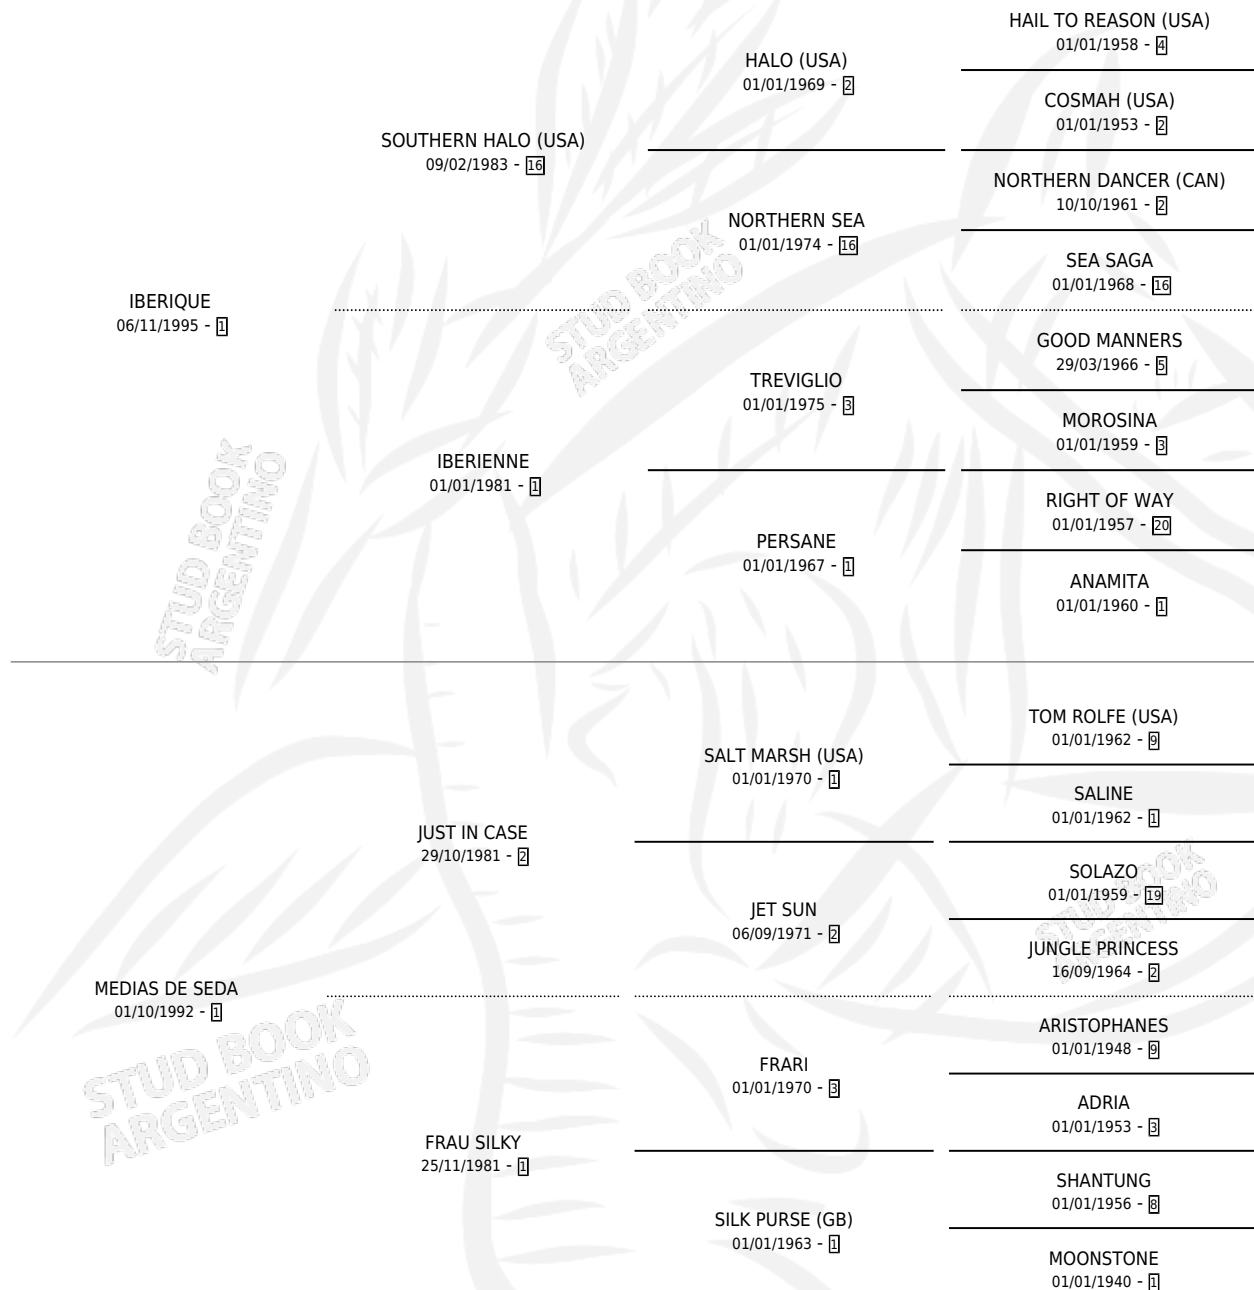 HAIL TO REASON (USA)
01/01/1958 - 4
HALO (USA)
01/01/1969 - 2
COSMAH (USA)
01/01/1953 - 2
SOUTHERN HALO (USA)
09/02/1983 - 16
NORTHERN DANCER (CAN)
10/10/1961 - 2
NORTHERN SEA
01/01/1974 - 16
SEA SAGA
01/01/1968 - 16
IBERIQUE
06/11/1995 - 1
STUD BOOK
ARGENTINO
GOOD MANNERS
29/03/1966 - 5
TREVIGLIO
01/01/1975 - 3
MOROSINA
01/01/1959 - 3
IBERIENNE
01/01/1981 - 1
RIGHT OF WAY
01/01/1957 - 20
PERSANE
01/01/1967 - 1
ANAMITA
01/01/1960 - 1
STUD BOOK
ARGENTINO
TOM ROLFE (USA)
01/01/1962 - 9
SALT MARSH (USA)
01/01/1970 - 1
SALINE
01/01/1962 - 1
JUST IN CASE
29/10/1981 - 2
SOLAZO
01/01/1959 - 19
JET SUN
06/09/1971 - 2
JUNGLE PRINCESS
16/09/1964 - 2
STUD BOOK
ARGENTINO
MEDIAS DE SEDA
01/10/1992 - 1
ARISTOPHANES
01/01/1948 - 9
FRARI
01/01/1970 - 3
ADRIA
01/01/1953 - 3
STUD BOOK
ARGENTINO
FRAU SILKY
25/11/1981 - 1
SHANTUNG
01/01/1956 - 8
SILK PURSE (GB)
01/01/1963 - 1
MOONSTONE
01/01/1940 - 1